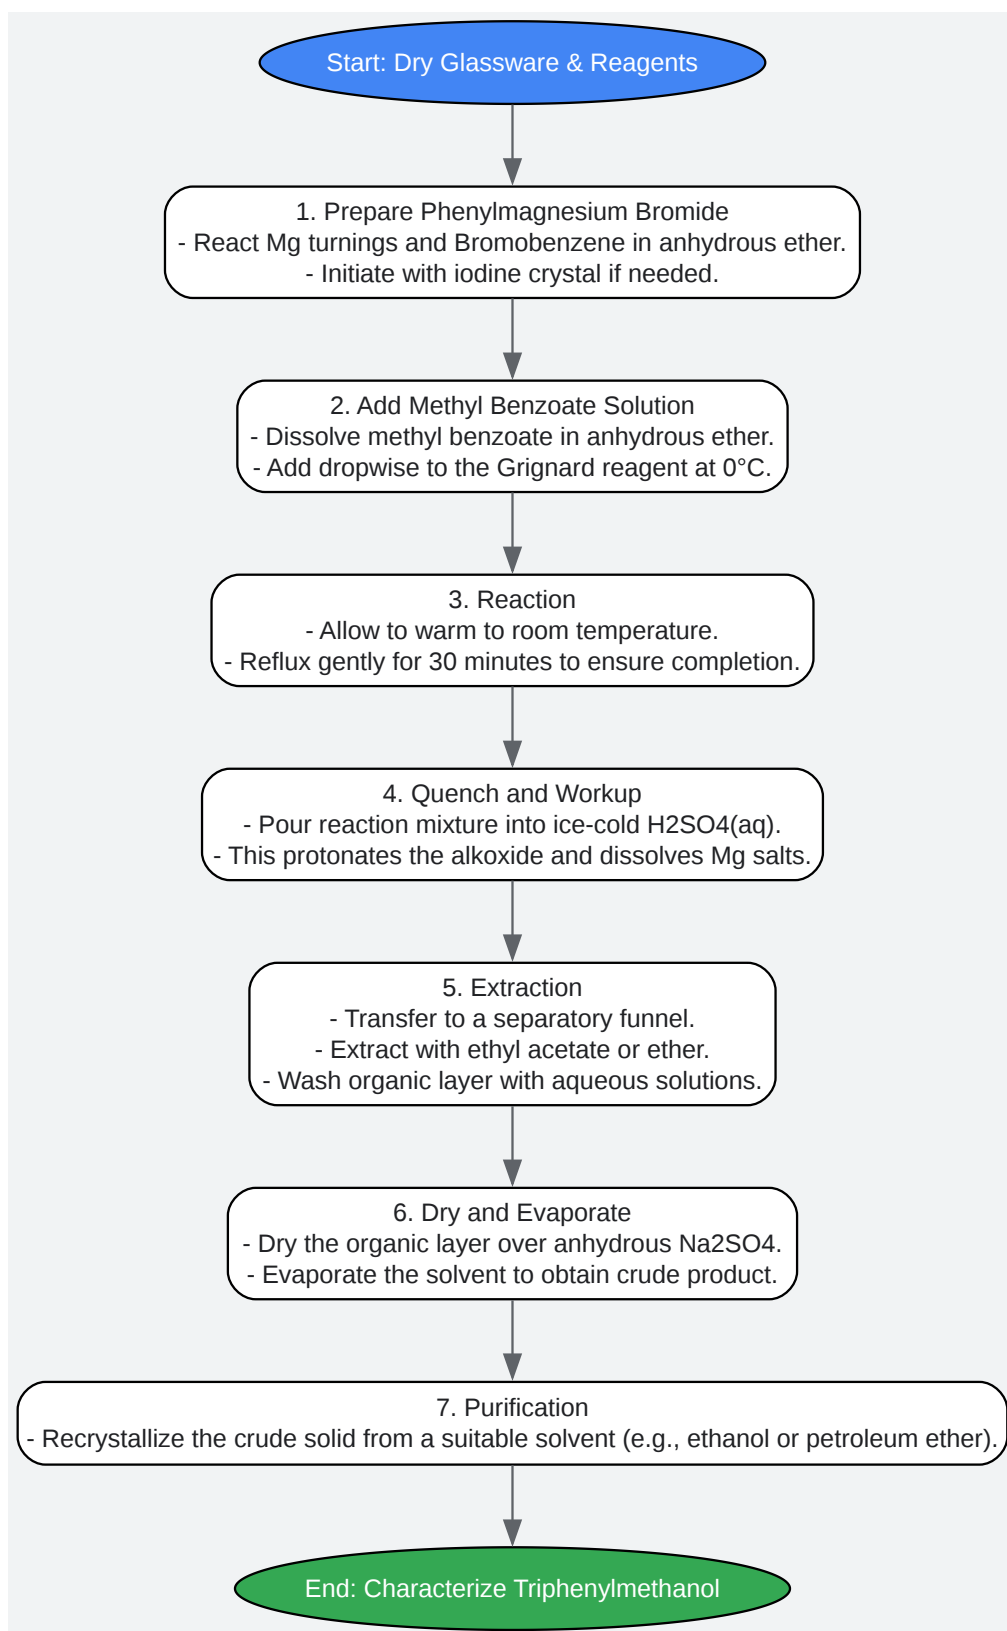 Start: Dry Glassware & Reagents
1. Prepare Phenylmagnesium Bromide
- React Mg turnings and Bromobenzene in anhydrous ether.
- Initiate with iodine crystal if needed.
2. Add Methyl Benzoate Solution
- Dissolve methyl benzoate in anhydrous ether.
- Add dropwise to the Grignard reagent at 0°C.
3. Reaction
- Allow to warm to room temperature.
- Reflux gently for 30 minutes to ensure completion.
4. Quench and Workup
- Pour reaction mixture into ice-cold H2SO4(aq).
- This protonates the alkoxide and dissolves Mg salts.
5. Extraction
- Transfer to a separatory funnel.
- Extract with ethyl acetate or ether.
- Wash organic layer with aqueous solutions.
6. Dry and Evaporate
- Dry the organic layer over anhydrous Na2SO4.
- Evaporate the solvent to obtain crude product.
7. Purification
- Recrystallize the crude solid from a suitable solvent (e.g., ethanol or petroleum ether).
End: Characterize Triphenylmethanol